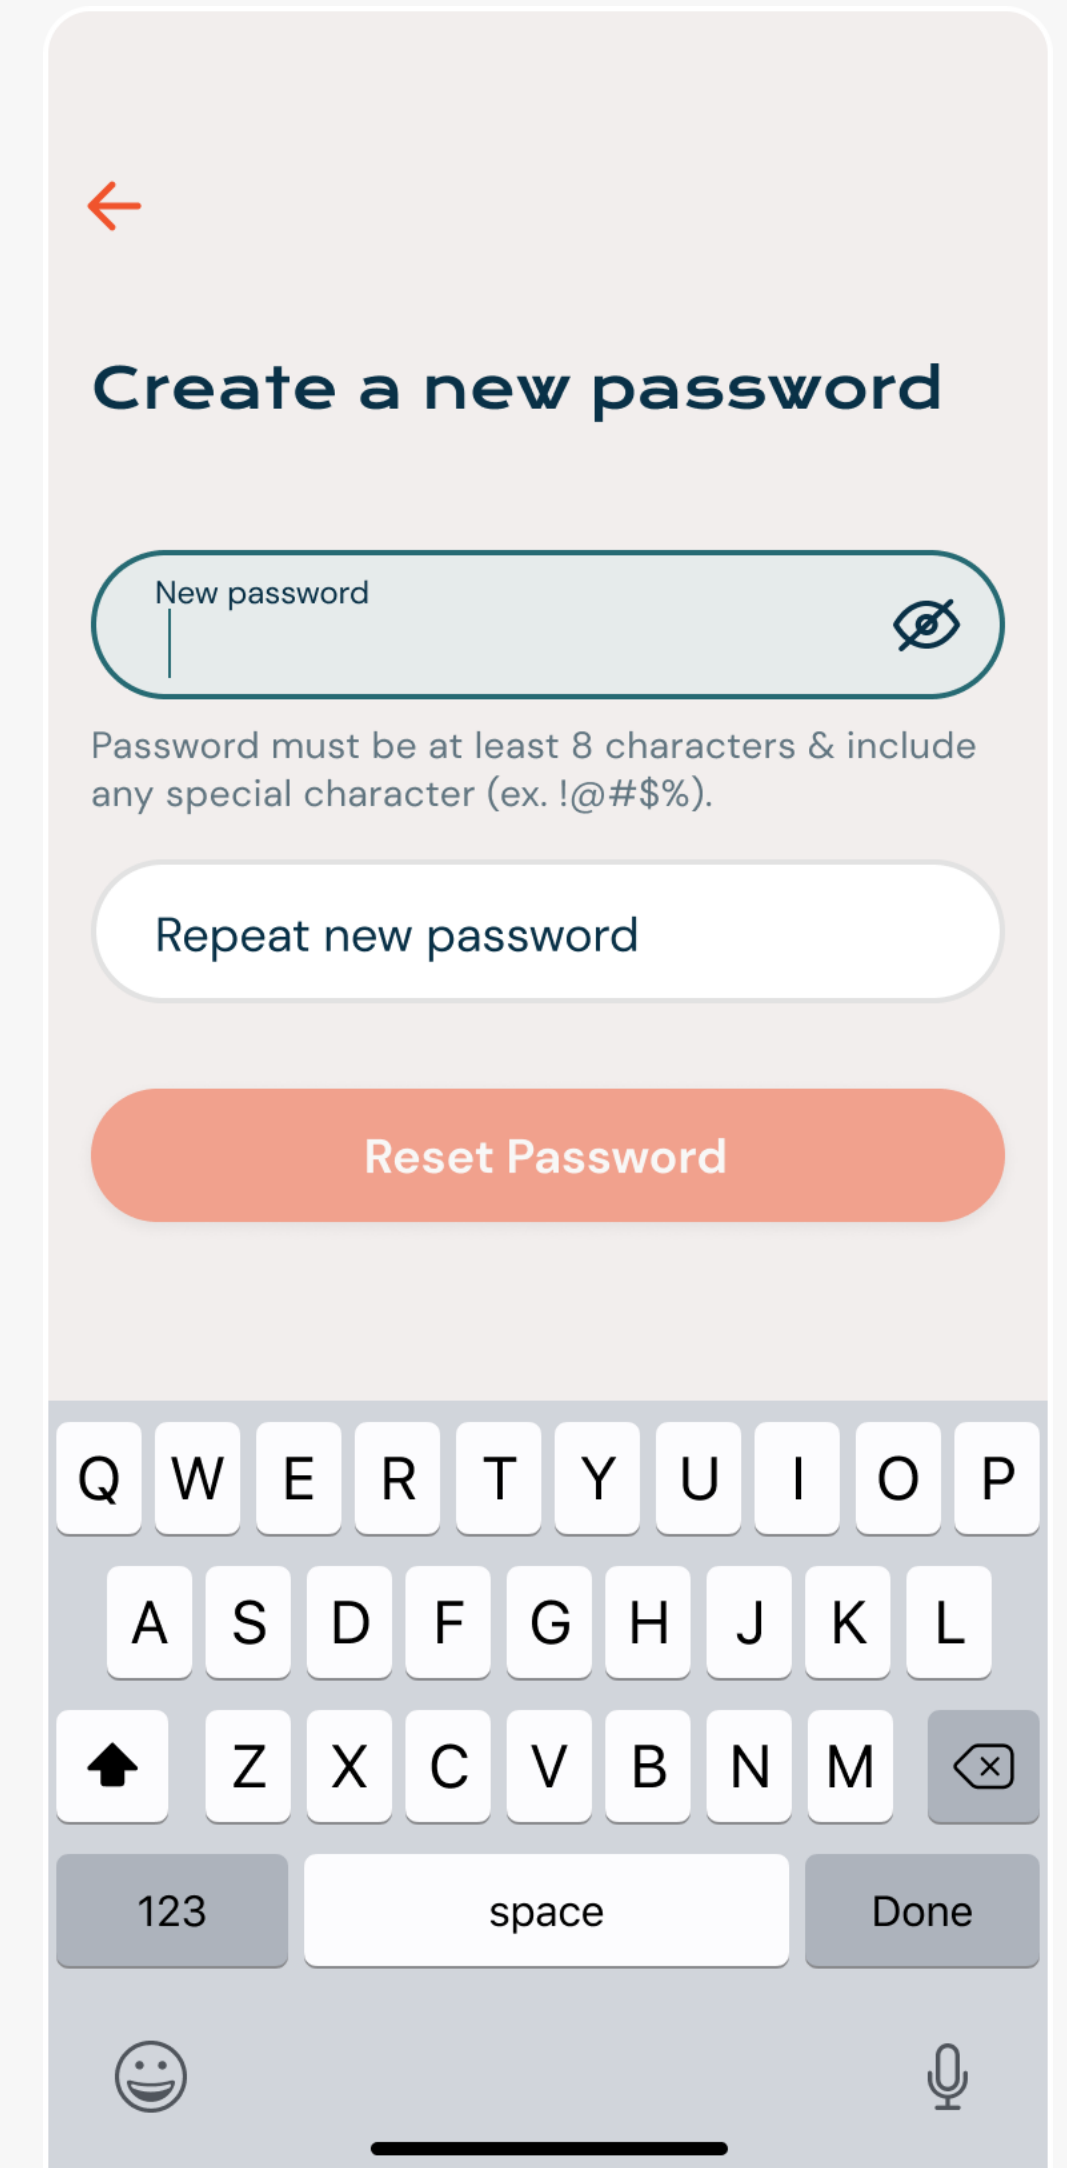 Create a new password
New password
Password must be at least 8 characters & include
any special character (ex. !@#$%).
Repeat new password
Reset Password
Q W E R T Y U I O P
A S D F G H J K L
Z X C V B N M
123 space Done